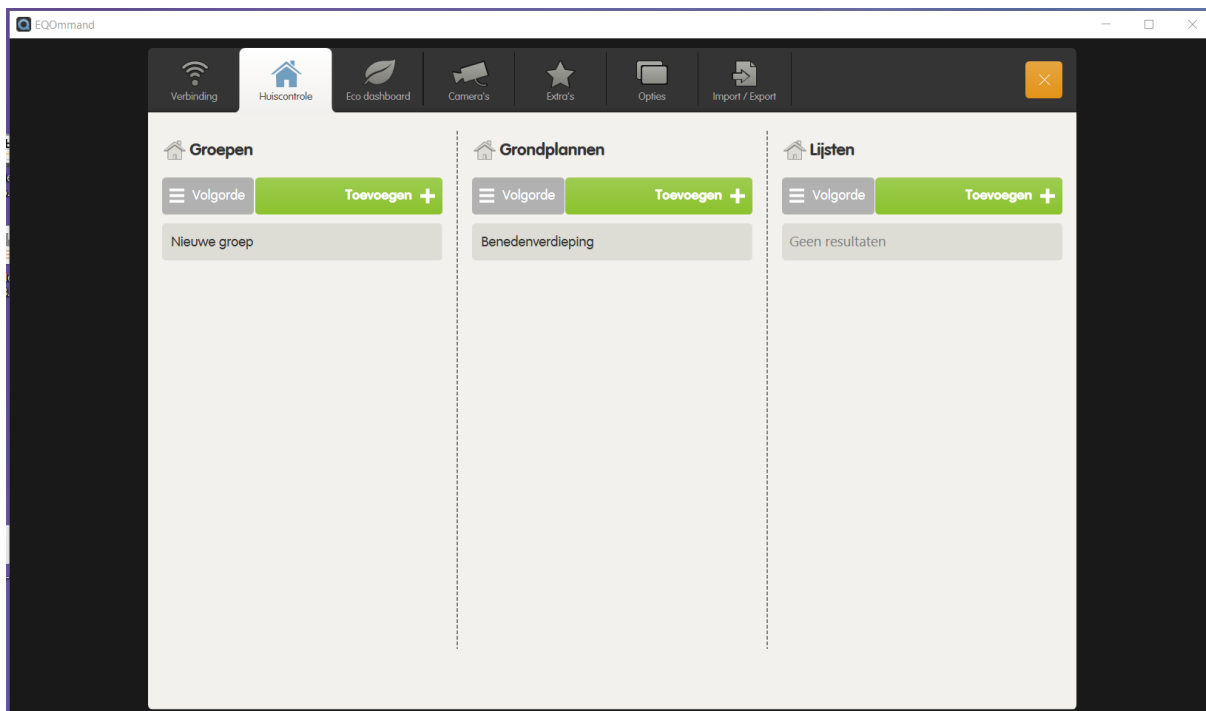 EQOmmand
Verbinding
Huiscontrole
Eco dashboard
Camera's
Extra's
Opties
Import / Export
Groepen
Volgorde
Toevoegen
Nieuwe groep
Grondplannen
Volgorde
Toevoegen
Benedenverdieping
Lijsten
Volgorde
Toevoegen
Geen resultaten